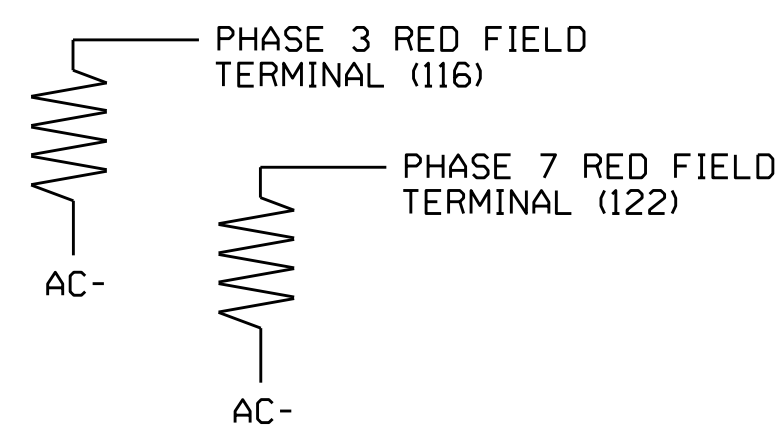 PHASE 3 RED FIELD
TERMINAL (116)
AC-
PHASE 7 RED FIELD
TERMINAL (122)
AC-